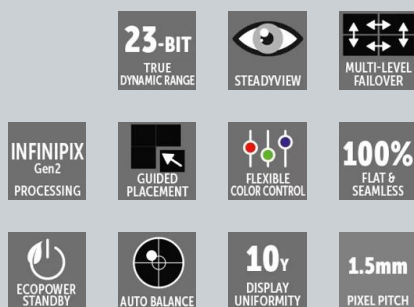 23-BIT
TRUE
DYNAMIC RANGE
STEADYVIEW
MULTI-LEVEL
FAILOVER
INFINIPIX
Gen2
PROCESSING
GUIDED
PLACEMENT
FLEXIBLE
COLOR CONTROL
100%
FLAT &
SEAMLESS
ECOPOWER
STANDBY
AUTO BALANCE
10Y
DISPLAY
UNIFORMITY
1.5mm
PIXEL PITCH